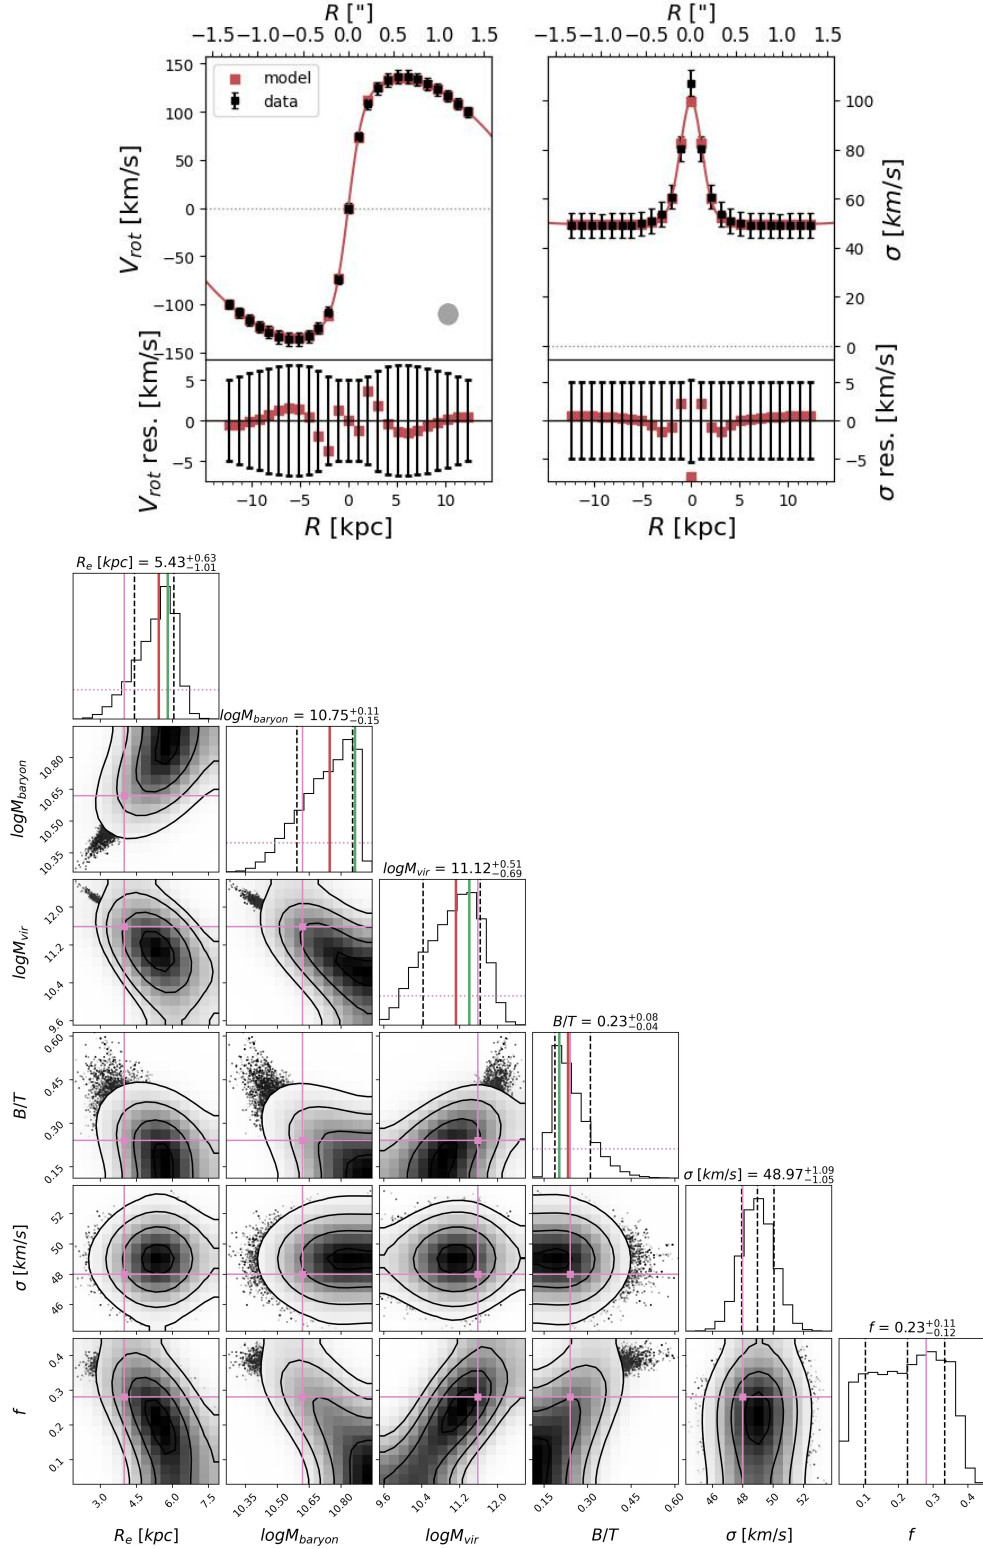 R ["]
R ["]
−1.5 −1.0 −0.5 0.0 0.5 1.0 1.5
−1.5 −1.0 −0.5 0.0 0.5 1.0 1.5
model
data
150
100
50
0
−50
−100
−150
V_rot [km/s]
100
80
60
40
20
0
σ [km/s]
5
0
−5
V_rot res. [km/s]
5
0
−5
σ res. [km/s]
−10 −5 0 5 10
−10 −5 0 5 10
R [kpc]
R [kpc]
R_e [kpc] = 5.43^{+0.63}_{−1.01}
logM_baryon = 10.75^{+0.11}_{−0.15}
10.80
10.65
10.50
10.35
logM_baryon
logM_vir = 11.12^{+0.51}_{−0.69}
12.0
11.2
10.4
9.6
logM_vir
B/T = 0.23^{+0.08}_{−0.04}
0.60
0.45
0.30
0.15
B/T
σ [km/s] = 48.97^{+1.09}_{−1.05}
52
50
48
46
σ [km/s]
f = 0.23^{+0.11}_{−0.12}
0.4
0.3
0.2
0.1
f
3.0 4.5 6.0 7.5
10.35 10.50 10.65 10.80
9.6 10.4 11.2 12.0
0.15 0.30 0.45 0.60
46 48 50 52
0.1 0.2 0.3 0.4
R_e [kpc]
logM_baryon
logM_vir
B/T
σ [km/s]
f